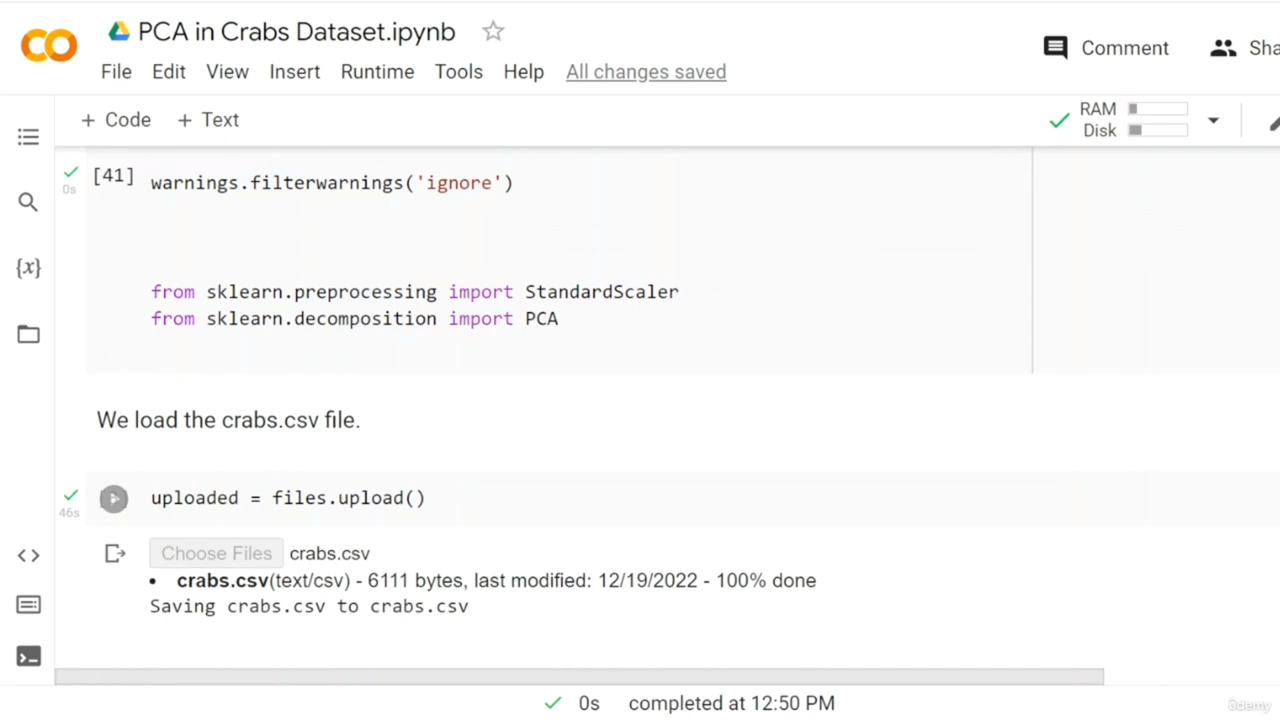 PCA in Crabs Dataset.ipynb
Comment
Sha
File Edit View Insert Runtime Tools Help All changes saved
+ Code + Text
RAM
Disk
[41] warnings.filterwarnings('ignore')
0s
{x}
from sklearn.preprocessing import StandardScaler
from sklearn.decomposition import PCA
We load the crabs.csv file.
uploaded = files.upload()
46s
Choose Files crabs.csv
• crabs.csv(text/csv) - 6111 bytes, last modified: 12/19/2022 - 100% done
Saving crabs.csv to crabs.csv
0s completed at 12:50 PM
ûdemy